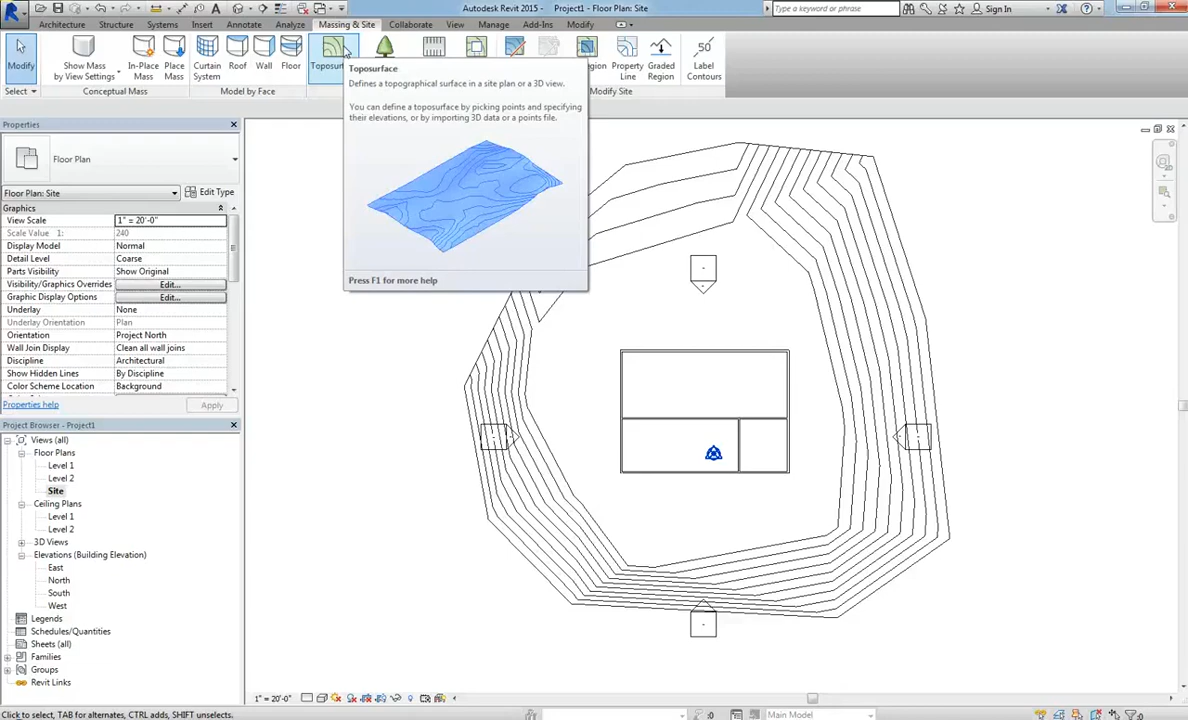 Autodesk Revit 2015 - Project1 - Floor Plan: Site
Type a keyword or phrase
Sign In
Architecture Structure Systems Insert Annotate Analyze Massing & Site Collaborate View Manage Add-Ins Modify
Modify
Show Mass
by View Settings
In-Place
Mass
Place
Mass
Curtain
System
Roof
Wall
Floor
Property
Line
Graded
Region
50
Label
Contours
Select
Conceptual Mass
Model by Face
Modify Site
Toposurface
Defines a topographical surface in a site plan or a 3D view.
You can define a toposurface by picking points and specifying
their elevations, or by importing 3D data or a points file.
Press F1 for more help
Properties
Floor Plan
Floor Plan: Site
Edit Type
Graphics
View Scale 1" = 20'-0"
Scale Value 1: 240
Display Model Normal
Detail Level Coarse
Parts Visibility Show Original
Visibility/Graphics Overrides Edit...
Graphic Display Options Edit...
Underlay None
Underlay Orientation Plan
Orientation Project North
Wall Join Display Clean all wall joins
Discipline Architectural
Show Hidden Lines By Discipline
Color Scheme Location Background
Properties help
Apply
Project Browser - Project1
Views (all)
Floor Plans
Level 1
Level 2
Site
Ceiling Plans
Level 1
Level 2
3D Views
Elevations (Building Elevation)
East
North
South
West
Legends
Schedules/Quantities
Sheets (all)
Families
Groups
Revit Links
1" = 20'-0"
Click to select, TAB for alternates, CTRL adds, SHIFT unselects.
:0
Main Model
:0